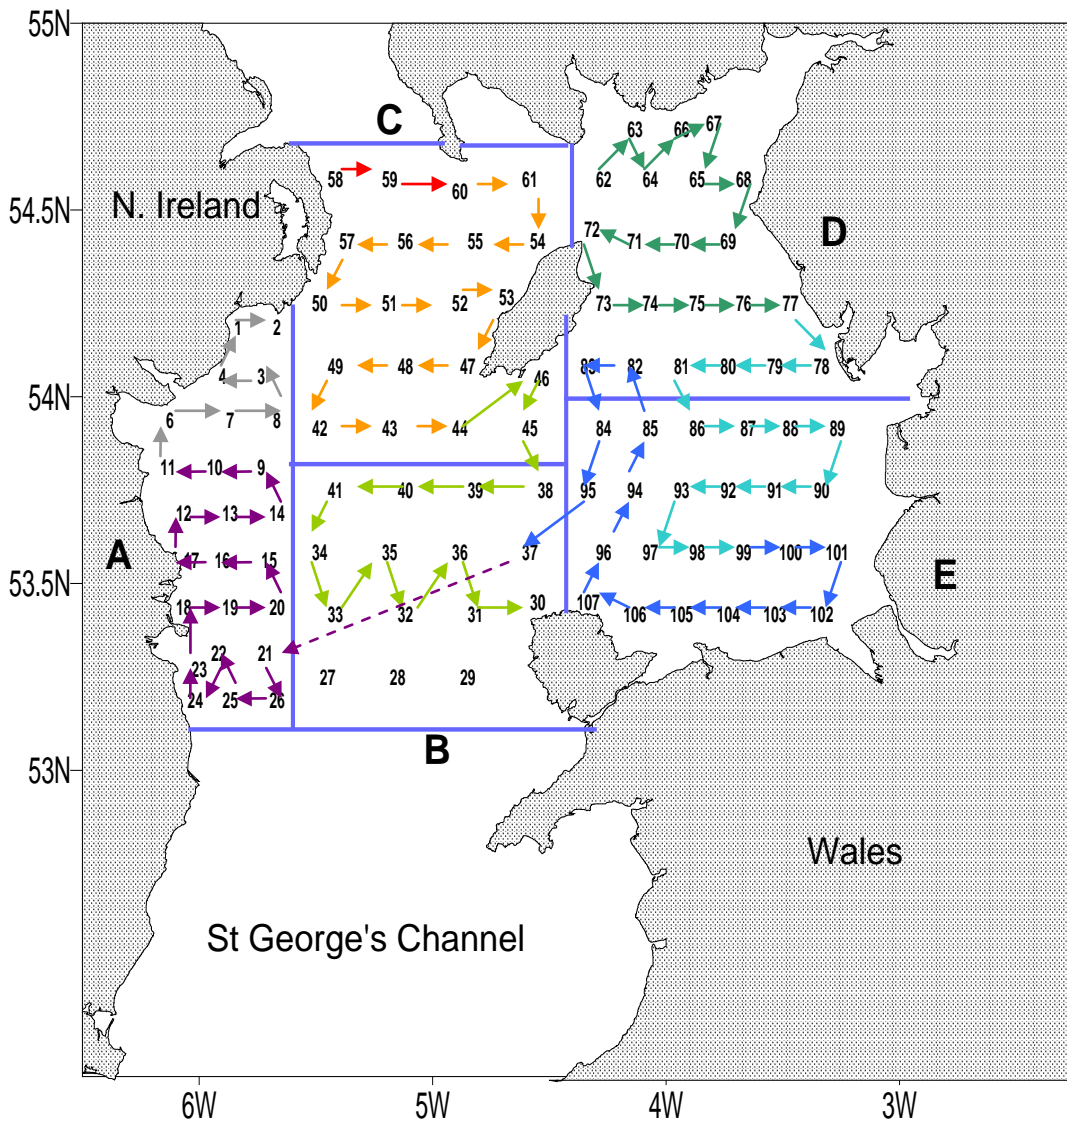 55N
C
67
63 66
58 59 60 61 62 64 65 68
54.5N
N. Ireland
D
57 56 55 54 72 71 70 69
50 51 52 53 73 74 75 76 77
1 2
49 48 47 46 83 82 81 80 79 78
4 3
54N
6 7 8 42 43 44 45 84 85 86 87 88 89
11 10 9
41 40 39 38 95 94 93 92 91 90
12 13 14
A
17 16 15 34 35 36 37 96 97 98 99 100 101
53.5N
E
18 19 20 33 32 31 30 107 106 105 104 103 102
22 21
23 27 28 29
24 25 26
B
53N
Wales
St George's Channel
6W 5W 4W 3W